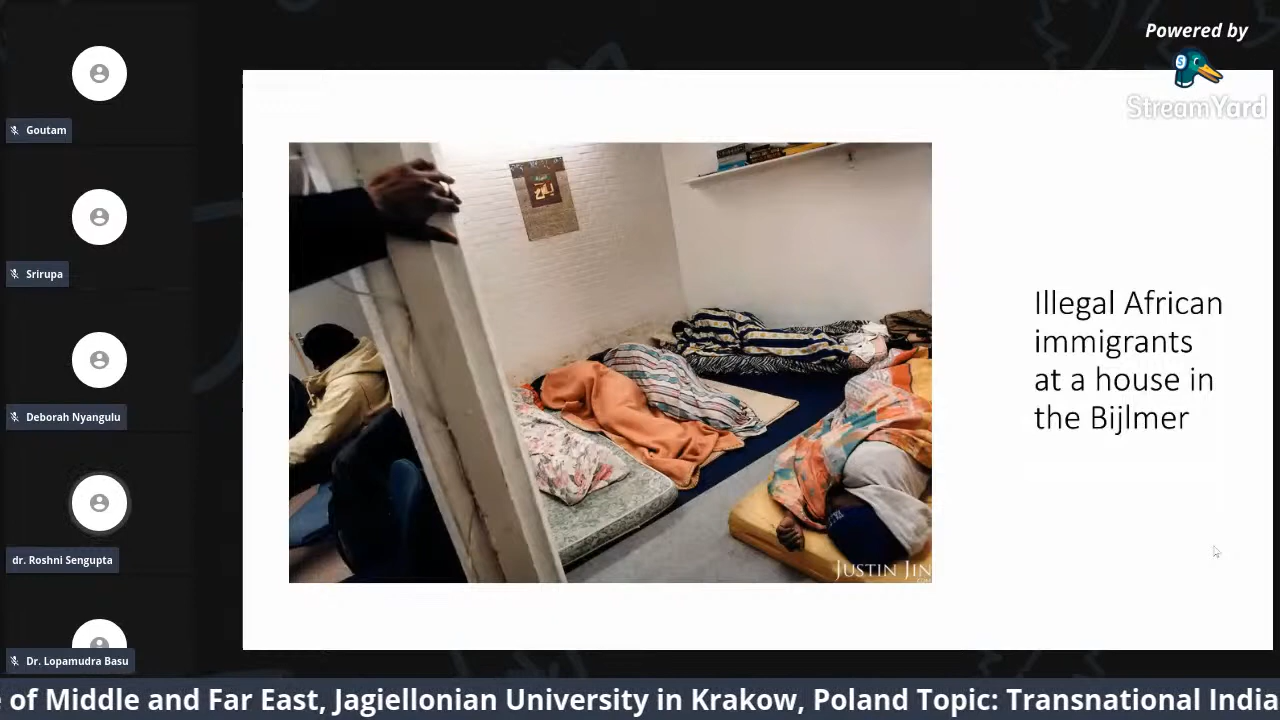 Powered by
StreamYard
Goutam
Srirupa
Deborah Nyangulu
dr. Roshni Sengupta
Dr. Lopamudra Basu
Illegal African
immigrants
at a house in
the Bijlmer
JUSTIN JIN
of Middle and Far East, Jagiellonian University in Krakow, Poland Topic: Transnational India